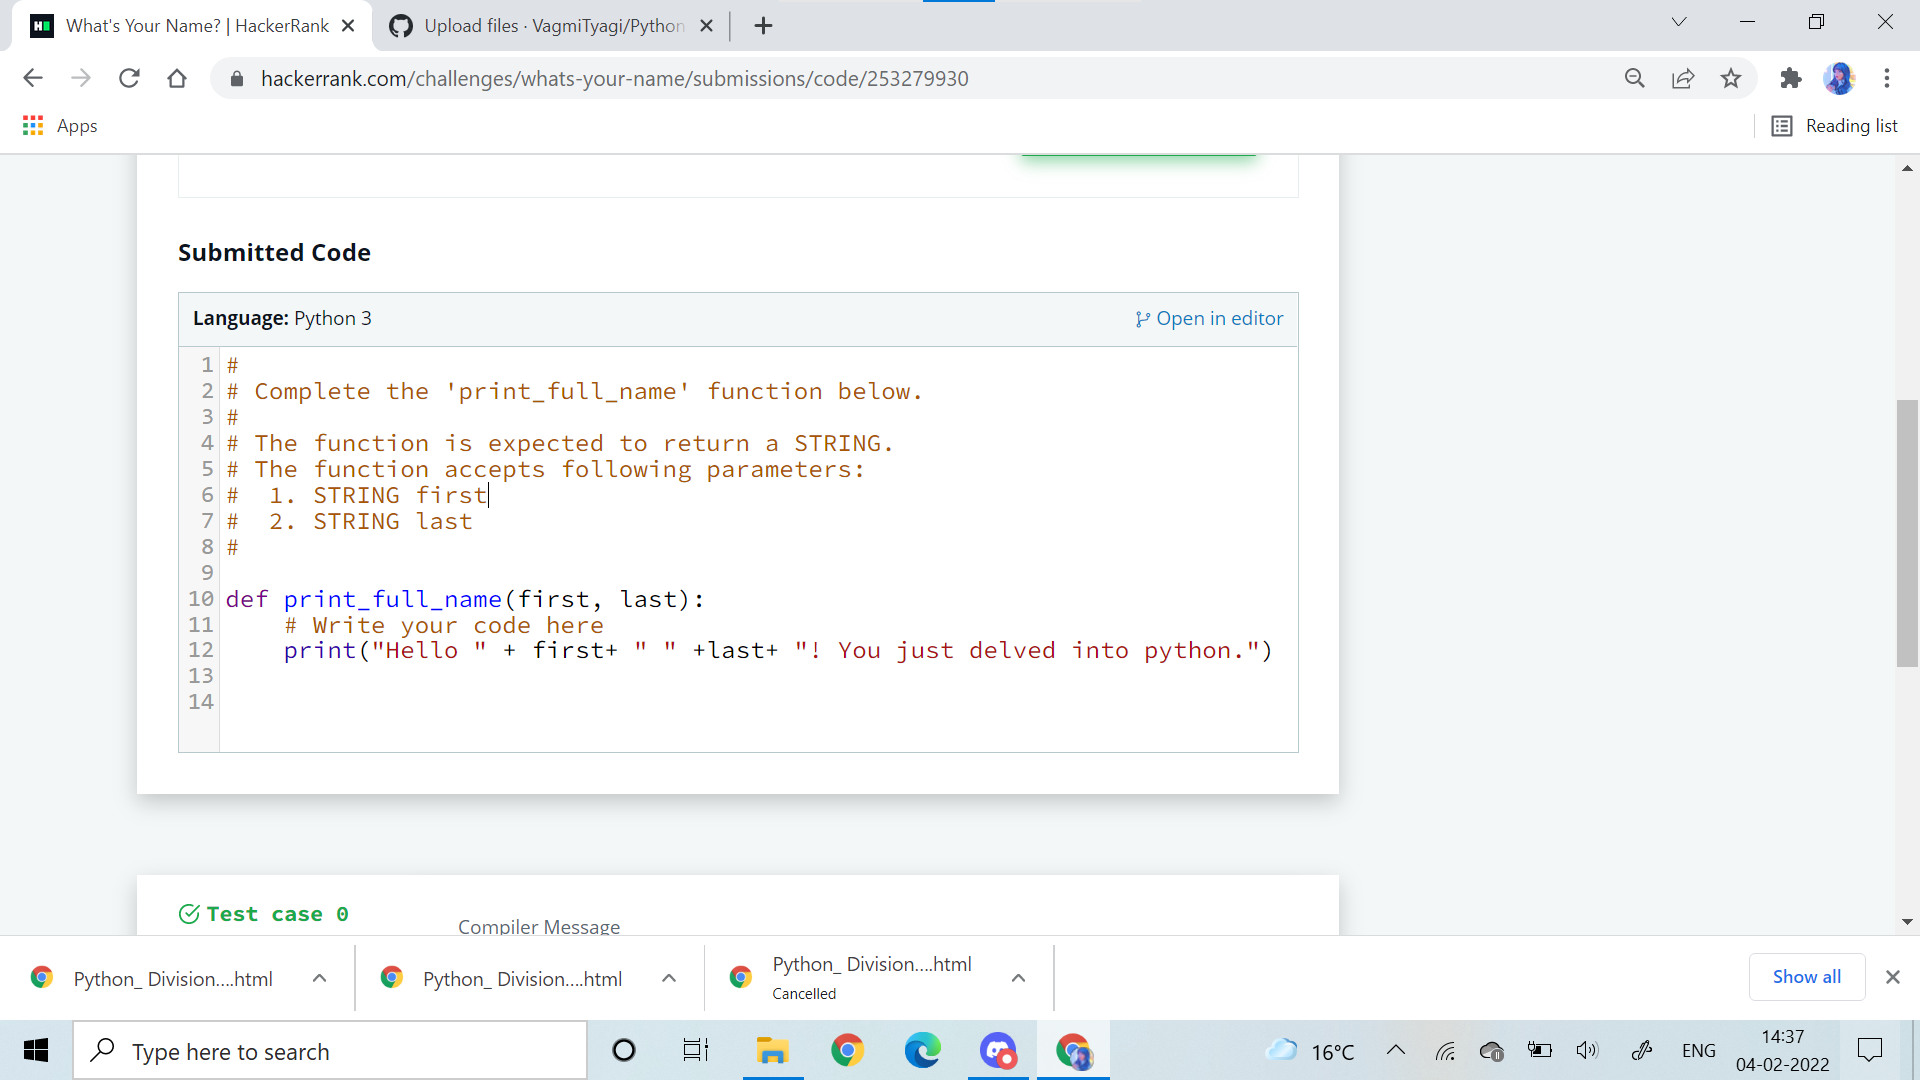 What's Your Name? | HackerRank
Upload files · VagmiTyagi/Python
hackerrank.com/challenges/whats-your-name/submissions/code/253279930
Apps
Reading list
Submitted Code
Language: Python 3
Open in editor
1 #
2 # Complete the 'print_full_name' function below.
3 #
4 # The function is expected to return a STRING.
5 # The function accepts following parameters:
6 #  1. STRING first
7 #  2. STRING last
8 #
9
10 def print_full_name(first, last):
11     # Write your code here
12     print("Hello " + first+ " " +last+ "! You just delved into python.")
13
14
Test case 0
Compiler Message
Python_ Division....html
Python_ Division....html
Python_ Division....html
Cancelled
Show all
Type here to search
16°C
ENG
14:37
04-02-2022